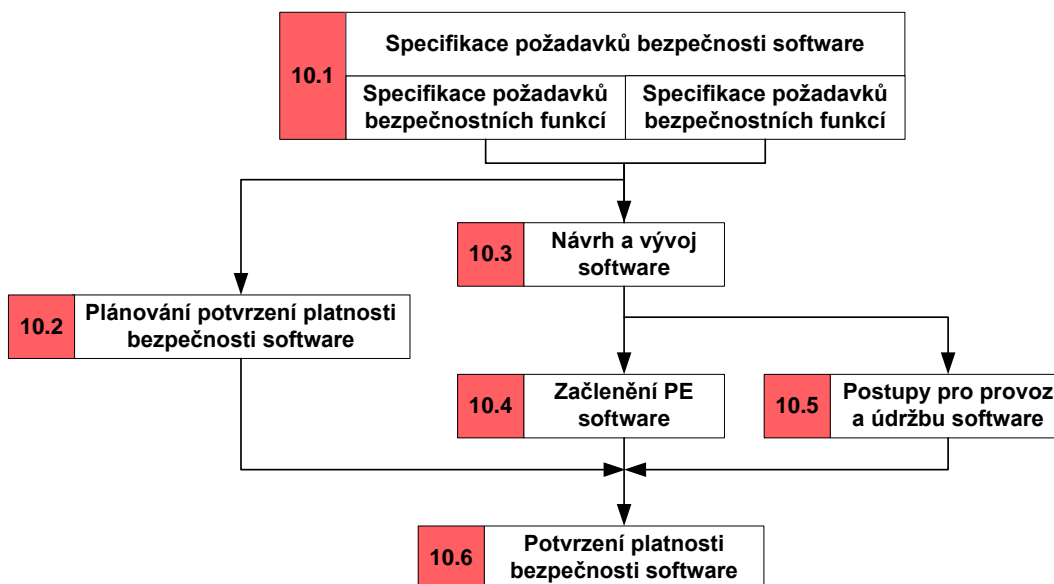 Specifikace požadavků bezpečnosti software
10.1
Specifikace požadavků
bezpečnostních funkcí
Specifikace požadavků
bezpečnostních funkcí
10.3
Návrh a vývoj
software
10.2
Plánování potvrzení platnosti
bezpečnosti software
10.4
Začlenění PE
software
10.5
Postupy pro provoz
a údržbu software
10.6
Potvrzení platnosti
bezpečnosti software